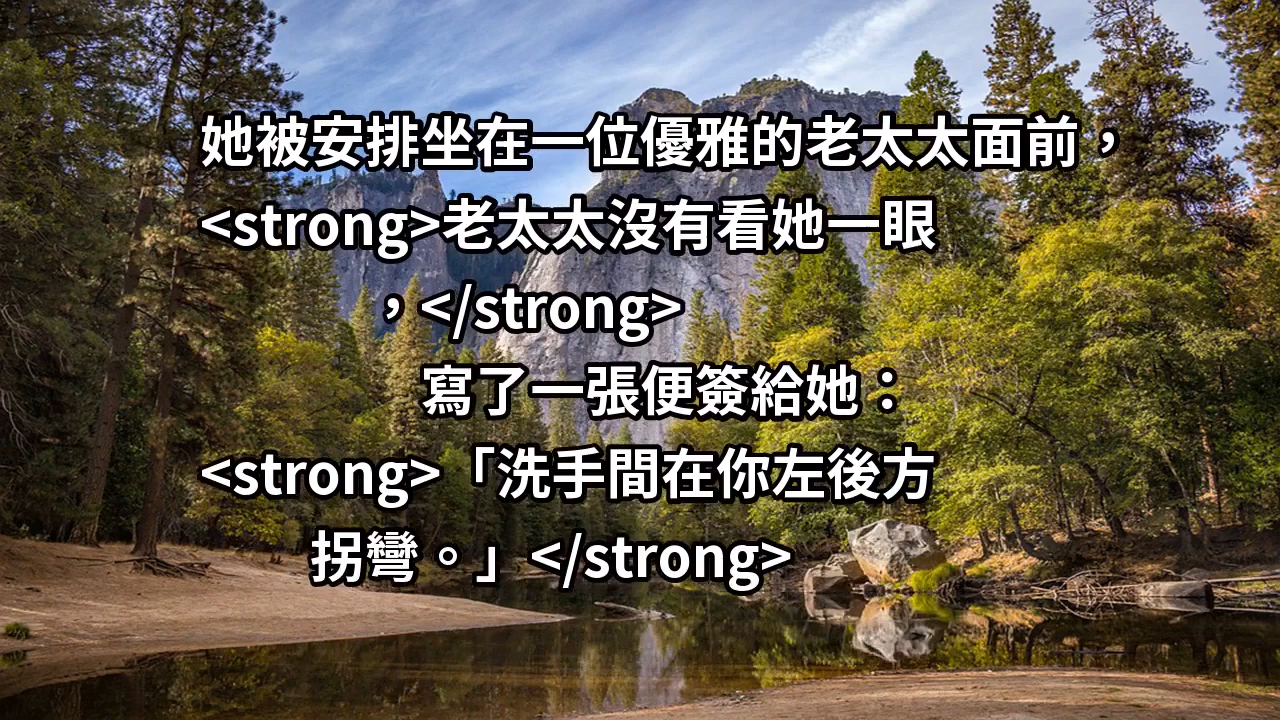 她被安排坐在一位優雅的老太太面前，
<strong>老太太沒有看她一眼
，</strong>
寫了一張便簽給她：
<strong>「洗手間在你左後方
拐彎。」</strong>